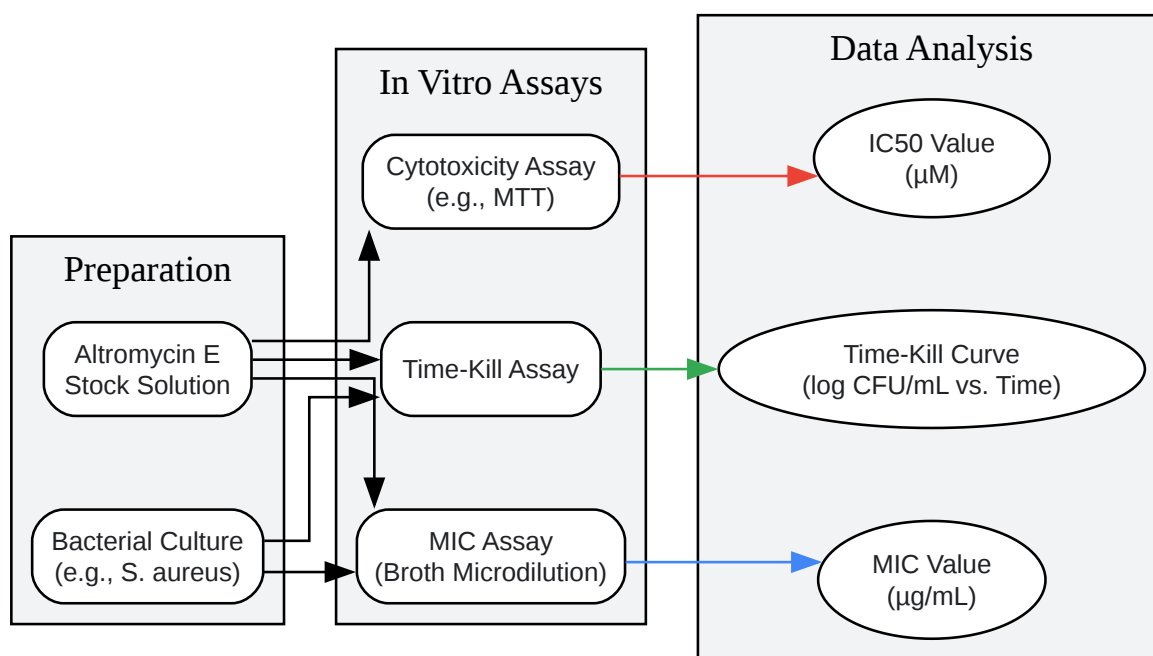 Preparation
Altromycin E
Stock Solution
Bacterial Culture
(e.g., S. aureus)
In Vitro Assays
Cytotoxicity Assay
(e.g., MTT)
Time-Kill Assay
MIC Assay
(Broth Microdilution)
Data Analysis
IC50 Value
(µM)
Time-Kill Curve
(log CFU/mL vs. Time)
MIC Value
(µg/mL)